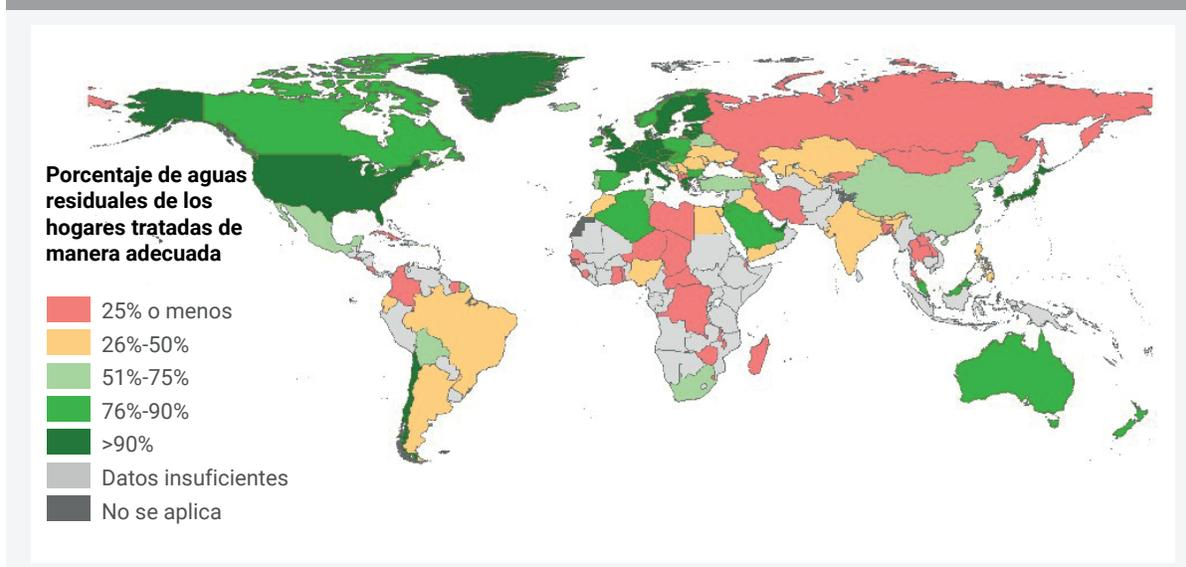 Porcentaje de aguas
residuales de los
hogares tratadas de
manera adecuada
25% o menos
26%-50%
51%-75%
76%-90%
>90%
Datos insuficientes
No se aplica